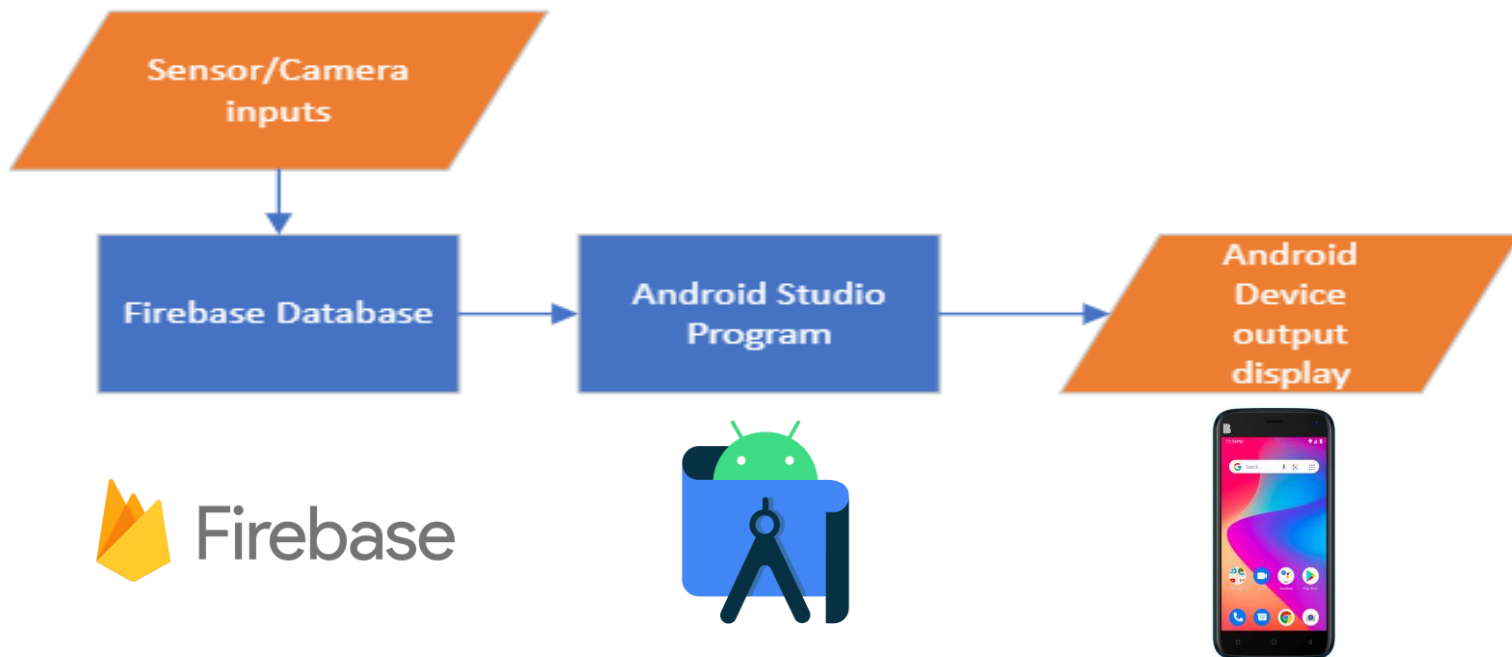 Sensor/Camera
inputs
Firebase Database
Android Studio
Program
Android
Device
output
display
Firebase